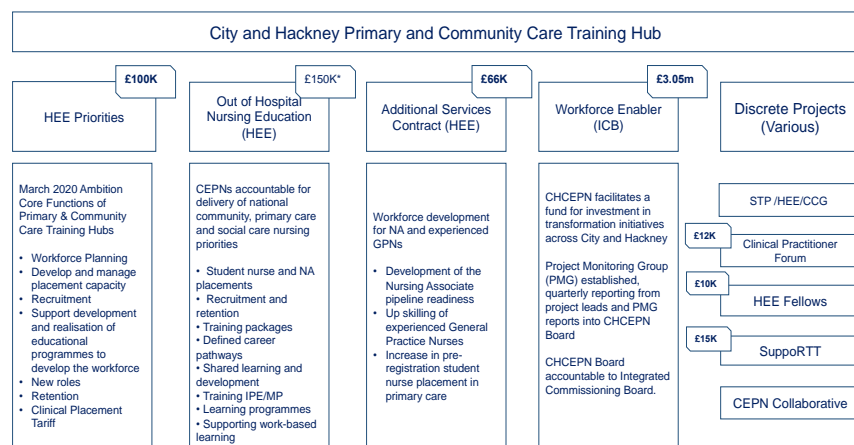 City and Hackney Primary and Community Care Training Hub
£100K
HEE Priorities
£150K*
Out of Hospital
Nursing Education
(HEE)
£66K
Additional Services
Contract (HEE)
£3.05m
Workforce Enabler
(ICB)
Discrete Projects
(Various)
March 2020 Ambition
Core Functions of
Primary & Community
Care Training Hubs
• Workforce Planning
• Develop and manage
placement capacity
• Recruitment
• Support development
and realisation of
educational
programmes to
develop the workforce
• New roles
• Retention
• Clinical Placement
Tariff
CEPNs accountable for
delivery of national
community, primary care
and social care nursing
priorities
• Student nurse and NA
placements
• Recruitment and
retention
• Training packages
• Defined career
pathways
• Shared learning and
development
• Training IPE/MP
• Learning programmes
• Supporting work-based
learning
Workforce development
for NA and experienced
GPNs
• Development of the
Nursing Associate
pipeline readiness
• Up skilling of
experienced General
Practice Nurses
• Increase in pre-
registration student
nurse placement in
primary care
CHCEPN facilitates a
fund for investment in
transformation initiatives
across City and Hackney
Project Monitoring Group
(PMG) established,
quarterly reporting from
project leads and PMG
reports into CHCEPN
Board
CHCEPN Board
accountable to Integrated
Commissioning Board.
STP /HEE/CCG
£12K
Clinical Practitioner
Forum
£10K
HEE Fellows
£15K
SuppoRTT
CEPN Collaborative